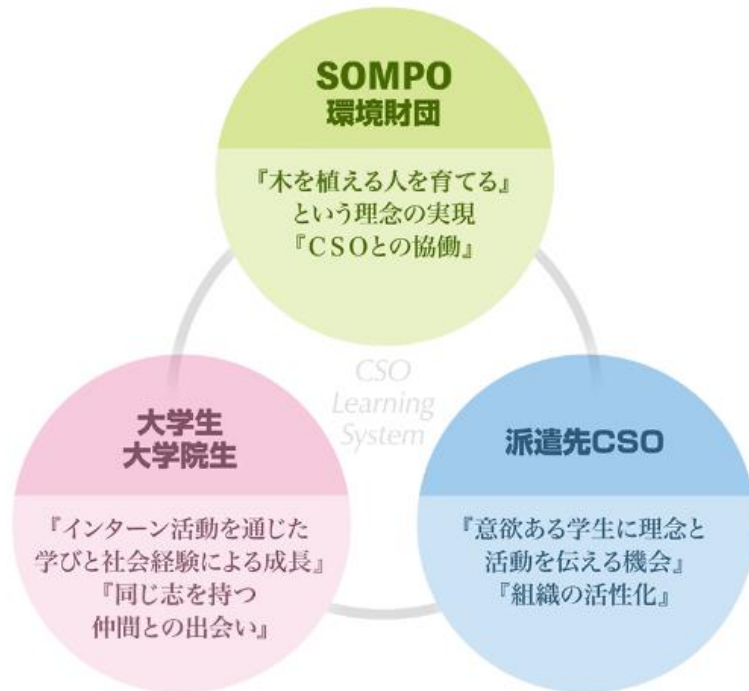 SOMPO
環境財団
『木を植える人を育てる』
という理念の実現
『CSOとの協働』
CSO
Learning
System
大学生
大学院生
『インターン活動を通じた
学びと社会経験による成長』
『同じ志を持つ
仲間との出会い』
派遣先CSO
『意欲ある学生に理念と
活動を伝える機会』
『組織の活性化』